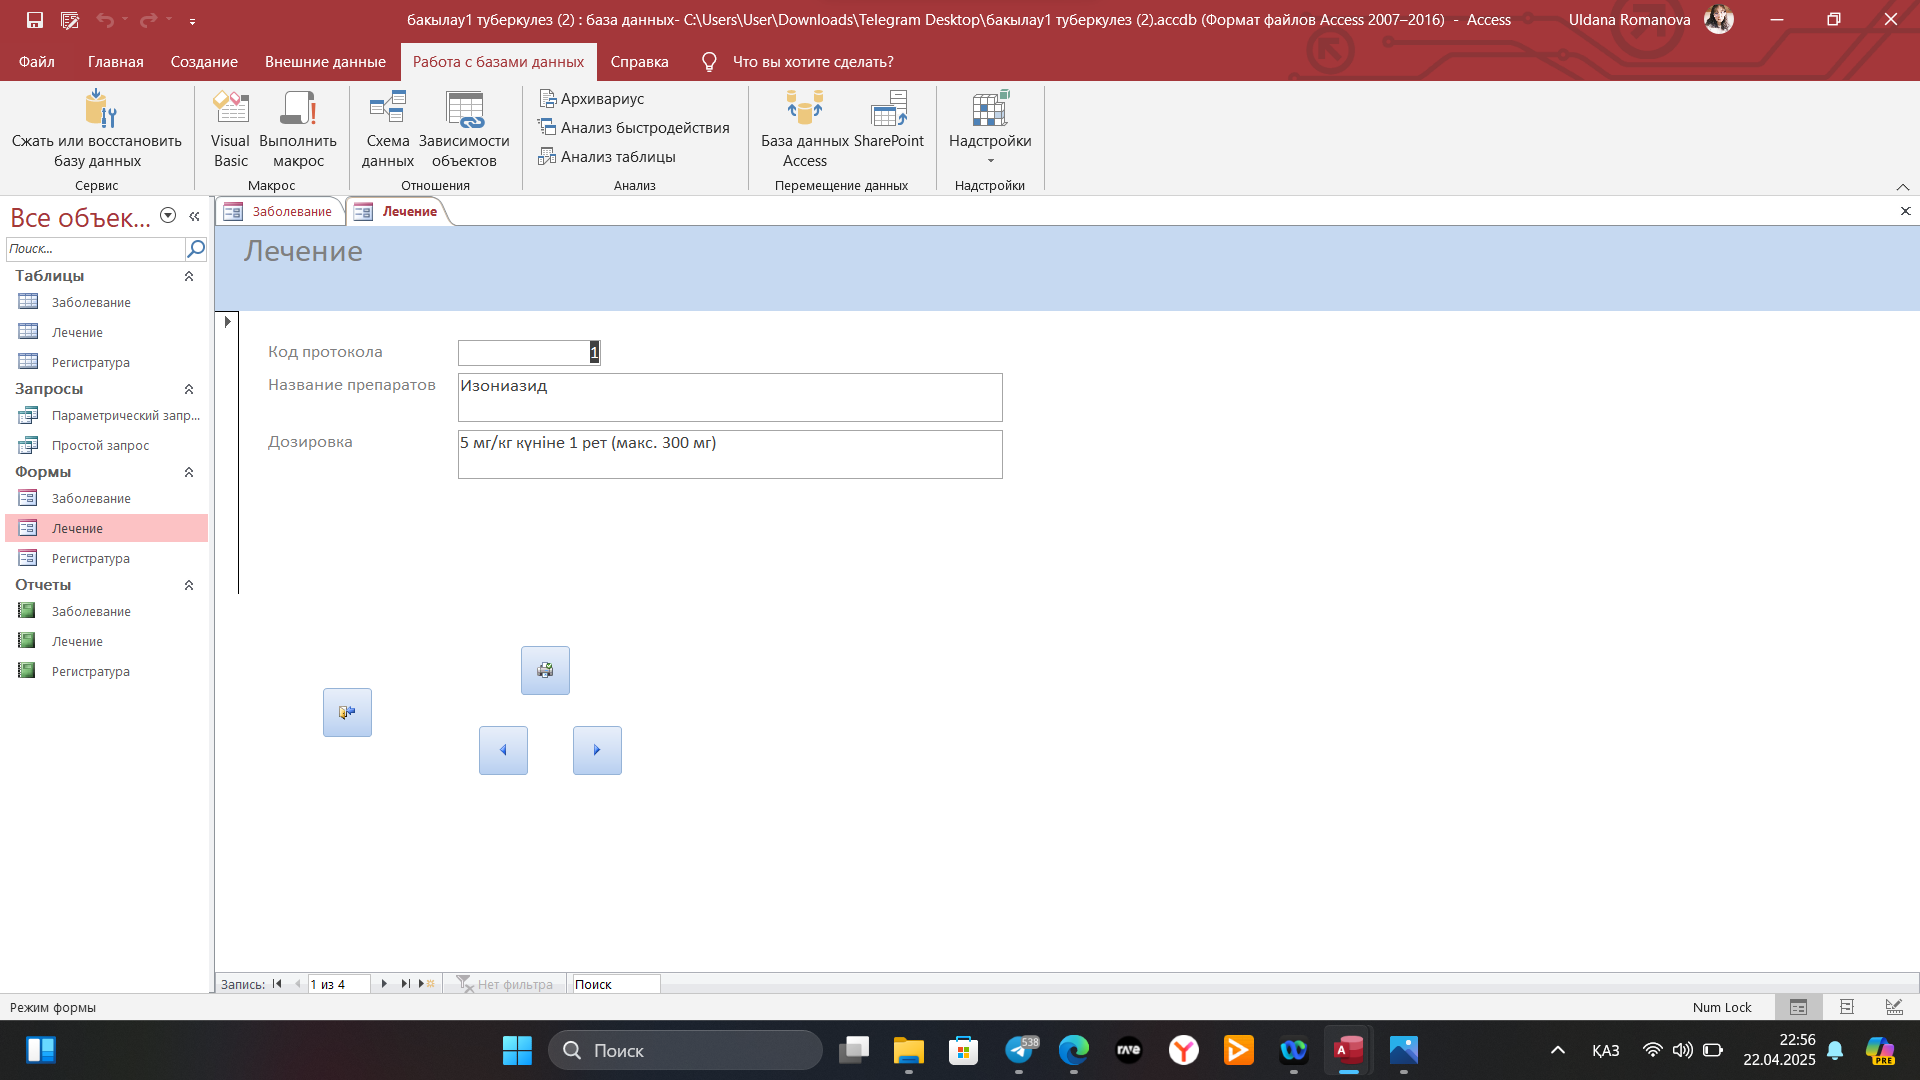 бакылау1 туберкулез (2) : база данных- C:\Users\User\Downloads\Telegram Desktop\бакылау1 туберкулез (2).accdb (Формат файлов Access 2007–2016) - Access
Uldana Romanova
Файл Главная Создание Внешние данные Работа с базами данных Справка Что вы хотите сделать?
Сжать или восстановить базу данных
Сервис
Visual Basic
Выполнить макрос
Макрос
Схема данных
Зависимости объектов
Отношения
Архивариус
Анализ быстродействия
Анализ таблицы
Анализ
База данных Access
SharePoint
Перемещение данных
Надстройки
Надстройки
Все объек...
Поиск...
Таблицы
Заболевание
Лечение
Регистратура
Запросы
Параметрический запр...
Простой запрос
Формы
Заболевание
Лечение
Регистратура
Отчеты
Заболевание
Лечение
Регистратура
Заболевание Лечение
Лечение
Код протокола 1
Название препаратов Изониазид
Дозировка 5 мг/кг күніне 1 рет (макс. 300 мг)
Запись: 1 из 4 Нет фильтра Поиск
Режим формы Num Lock
Поиск
538
rave
ҚАЗ
22:56
22.04.2025
PRE